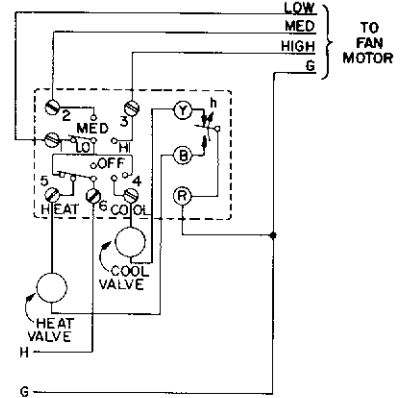 LOW
MED
HIGH
G
TO
FAN
MOTOR
2
3
Y
h
MED
1
LO
HI
B
OFF
5
4
HEAT
6
COOL
R
COOL
VALVE
HEAT
VALVE
H
G